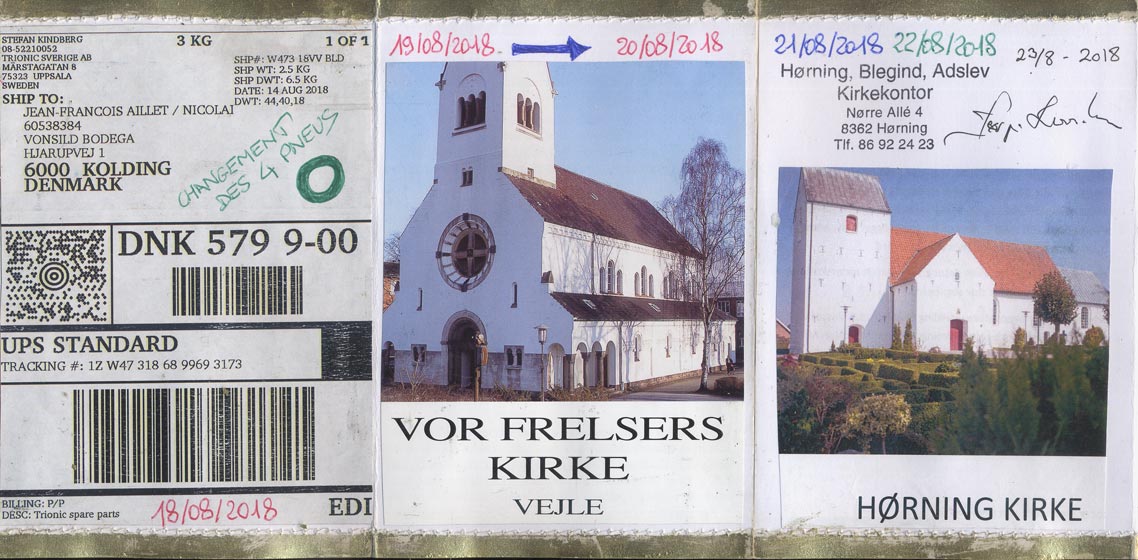 STEFAN KINDBERG
08-52210052
TRIONIC SVERIGE AB
MÅRSTAGATAN 8
75323 UPPSALA
SWEDEN
3 KG
1 OF 1
SHP#: W473 18VV BLD
SHP WT: 2.5 KG
SHP DWT: 6.5 KG
DATE: 14 AUG 2018
DWT: 44,40,18
SHIP TO:
JEAN-FRANCOIS AILLET / NICOLAI
60538384
VONSILD BODEGA
HJARUPVEJ 1
6000 KOLDING
DENMARK
CHANGEMENT
DES 4 PNEUS
DNK 579 9-00
UPS STANDARD
TRACKING #: 1Z W47 318 68 9969 3173
BILLING: P/P
DESC: Trionic spare parts
18/08/2018
EDI
19/08/2018 20/08/2018
VOR FRELSERS
KIRKE
VEJLE
21/08/2018 22/08/2018 23/8-2018
Hørning, Blegind, Adslev
Kirkekontor
Nørre Allé 4
8362 Hørning
Tlf. 86 92 24 23
HØRNING KIRKE